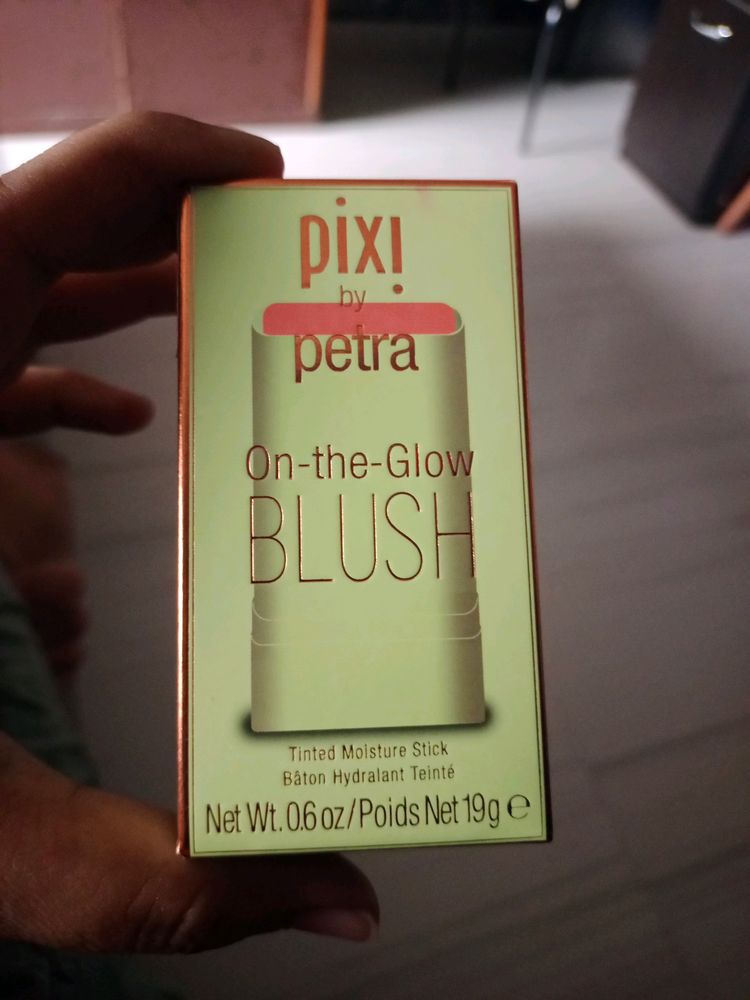 pixi
by
petra
On-the-Glow
BLUSH
Tinted Moisture Stick
Bâton Hydralant Teinté
Net Wt. 0.6 oz/Poids Net 19g ℮